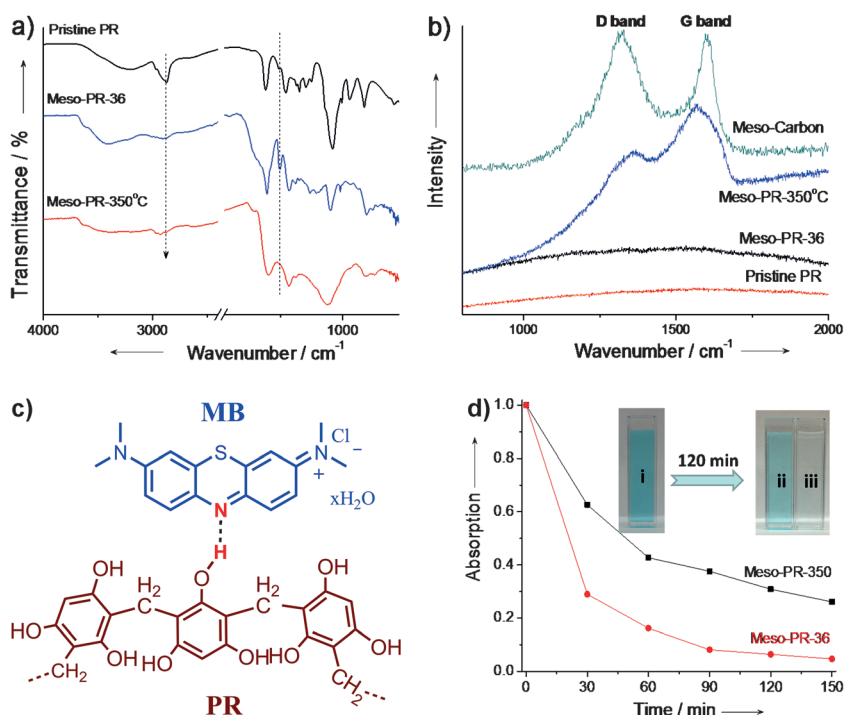 a)
Transmittance / %
Pristine PR
Meso-PR-36
Meso-PR-350°C
4000
3000
1000
Wavenumber / cm⁻¹
b)
Intensity
D band
G band
Meso-Carbon
Meso-PR-350°C
Meso-PR-36
Pristine PR
1000
1500
2000
Wavenumber / cm⁻¹
c)
MB
N
S
N
+
Cl −
xH₂O
N
H
O
OH
CH₂
CH₂
OH
HO
OH
HO
OH
HO
OH
CH₂
CH₂
PR
d)
Absorption
1.0
0.8
0.6
0.4
0.2
0.0
i
120 min
ii
iii
Meso-PR-350
Meso-PR-36
0
30
60
90
120
150
Time / min